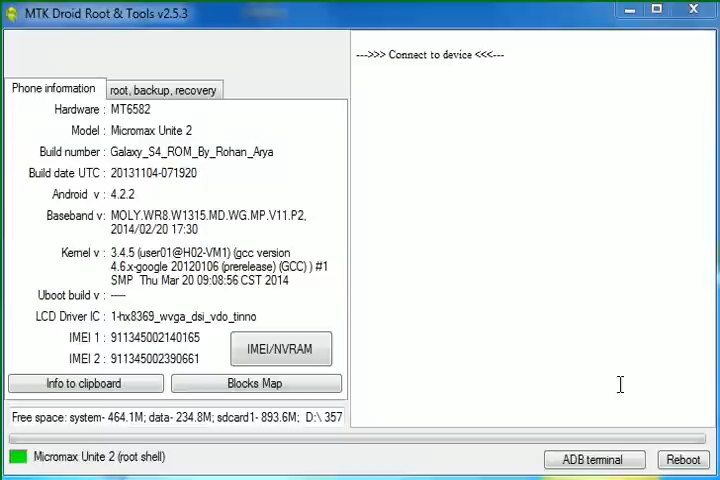 MTK Droid Root & Tools v2.5.3
--->>> Connect to device <<<---
Phone information
root, backup, recovery
Hardware : MT6582
Model : Micromax Unite 2
Build number : Galaxy_S4_ROM_By_Rohan_Arya
Build date UTC : 20131104-071920
Android v : 4.2.2
Baseband v: MOLY.WR8.W1315.MD.WG.MP.V11.P2,
2014/02/20 17:30
Kernel v : 3.4.5 (user01@H02-VM1) (gcc version
4.6.x-google 20120106 (prerelease) (GCC) ) #1
SMP Thu Mar 20 09:08:56 CST 2014
Uboot build v : ----
LCD Driver IC : 1-hx8369_wvga_dsi_vdo_tinno
IMEI 1 : 911345002140165
IMEI 2 : 911345002390661
IMEI/NVRAM
Info to clipboard
Blocks Map
Free space: system- 464.1M; data- 234.8M; sdcard1- 893.6M; D:\ 357
Micromax Unite 2 (root shell)
ADB terminal
Reboot